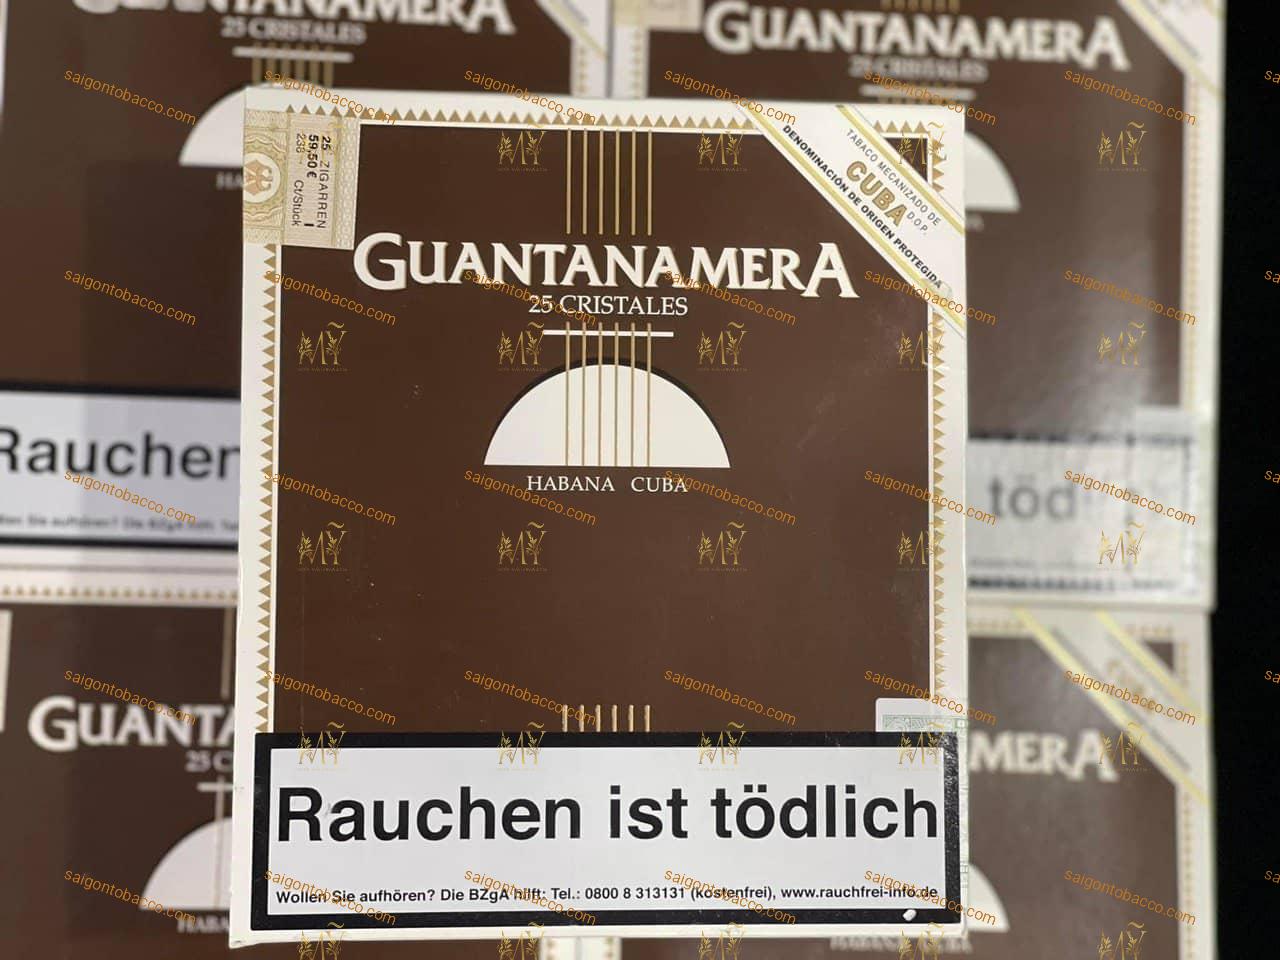 GUANTANAMERA
25 CRISTALES
GUANTANAMERA
25 CRISTALES
25 ZIGARREN
59,50 €
238 Ct/Stück
TABACO MECANIZADO DE
CUBA D.O.P.
DENOMINACIÓN DE ORIGEN PROTEGIDA
GUANTANAMERA
25 CRISTALES
HABANA CUBA
Rauchen
töd
Rauchen ist tödlich
Wollen Sie aufhören? Die BZgA hilft: Tel.: 0800 8 313131 (kostenfrei), www.rauchfrei-info.de
saigontobacco.com
MỸ